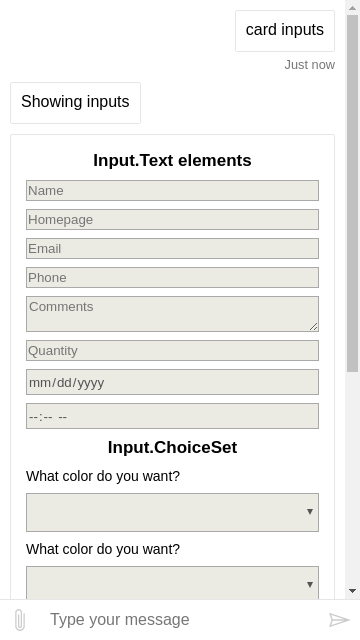 card inputs
Just now
Showing inputs
Input.Text elements
Name
Homepage
Email
Phone
Comments
Quantity
mm/dd/yyyy
--:-- --
Input.ChoiceSet
What color do you want?
What color do you want?
Type your message